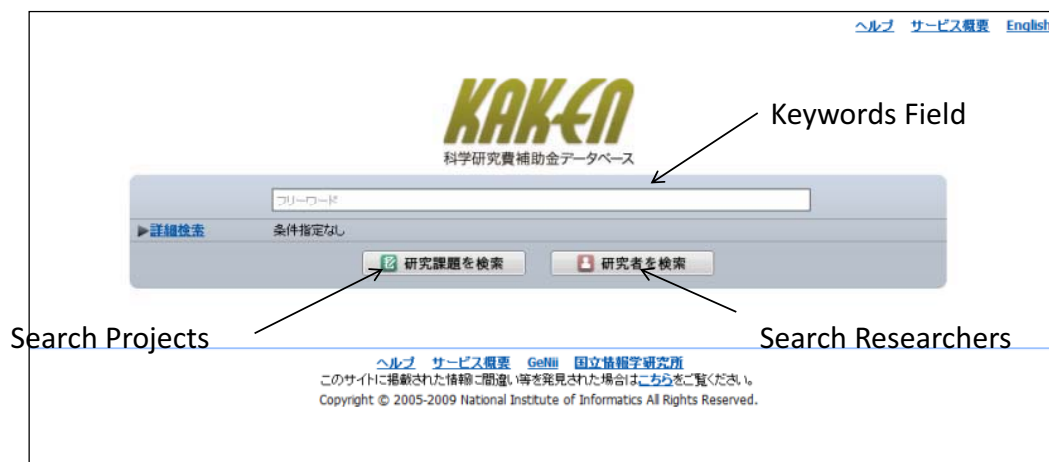 ヘルプ サービス概要 English
KAKEN
Keywords Field
科学研究費補助金データベース
フリーワード
▶詳細検索 条件指定なし
研究課題を検索 研究者を検索
Search Projects Search Researchers
ヘルプ サービス概要 GeNii 国立情報学研究所
このサイトに掲載された情報に間違い等を発見された場合はこちらをご覧ください。
Copyright © 2005-2009 National Institute of Informatics All Rights Reserved.